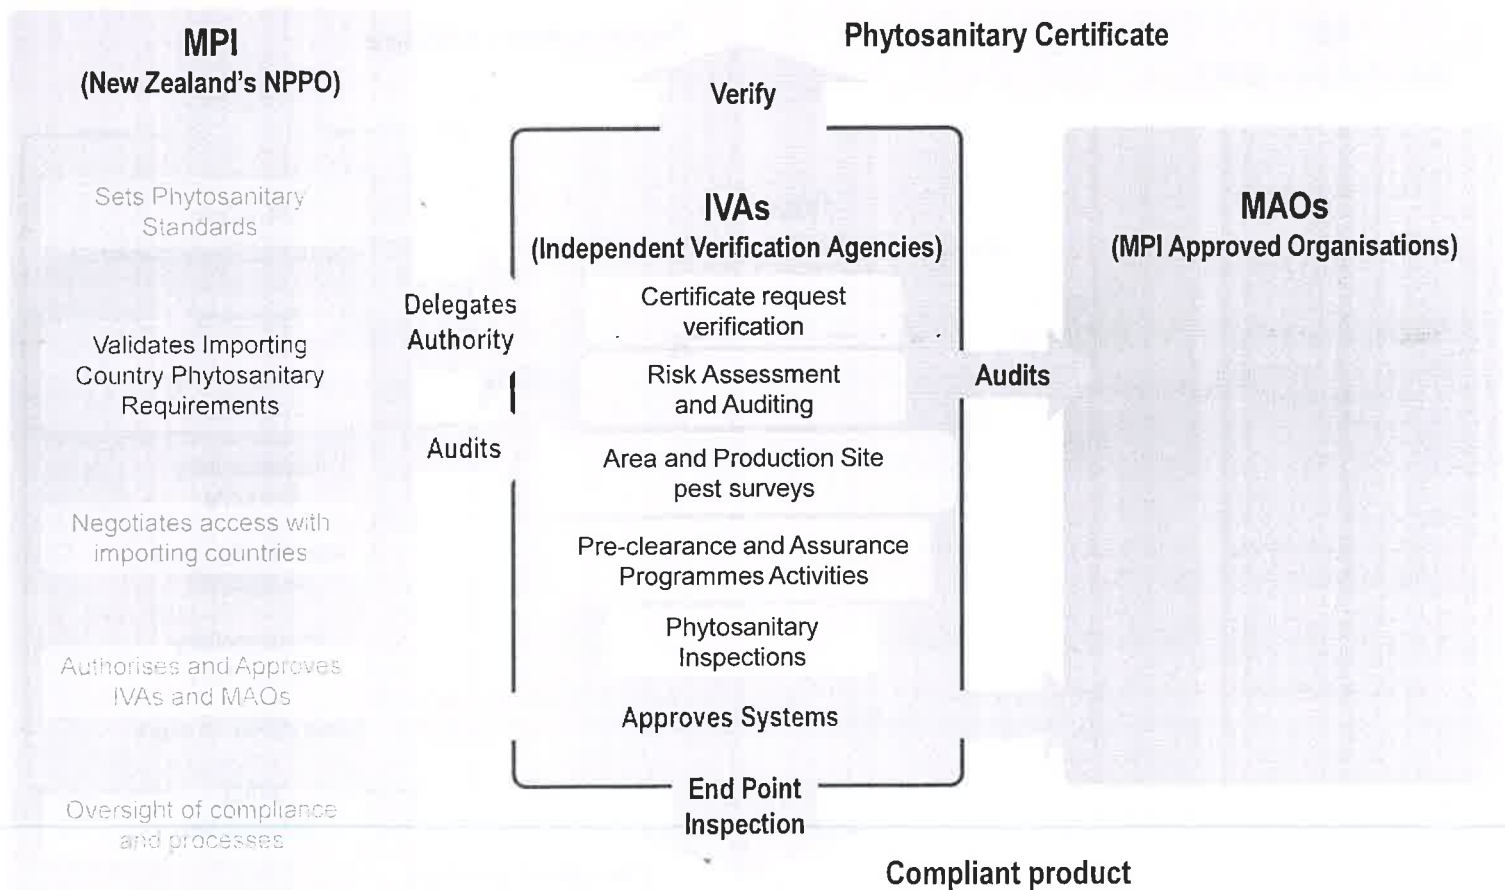 MPI
(New Zealand's NPPO)
Sets Phytosanitary
Standards
Validates Importing
Country Phytosanitary
Requirements
Negotiates access with
importing countries
Authorises and Approves
IVAs and MAOs
Oversight of compliance
and processes
Delegates
Authority
Audits
Phytosanitary Certificate
Verify
IVAs
(Independent Verification Agencies)
Certificate request
verification
Risk Assessment
and Auditing
Area and Production Site
pest surveys
Pre-clearance and Assurance
Programmes Activities
Phytosanitary
Inspections
Approves Systems
End Point
Inspection
Audits
MAOs
(MPI Approved Organisations)
Compliant product